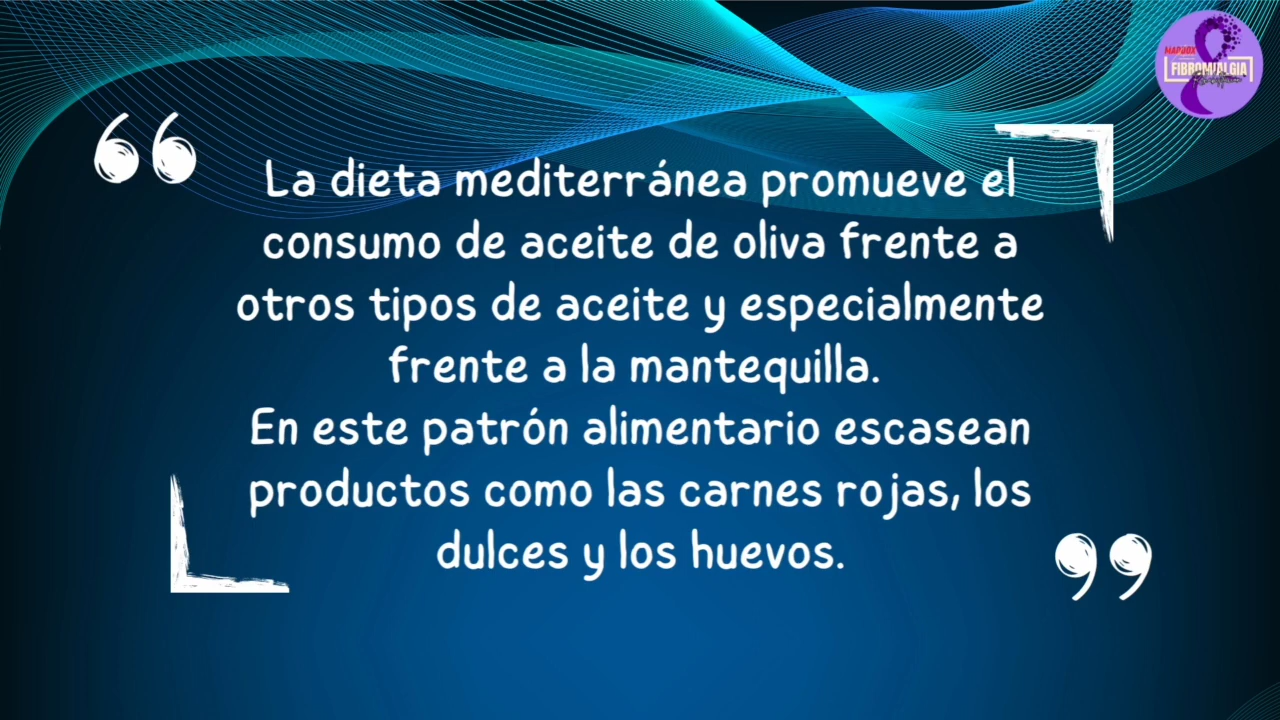 MAPDOX
FIBROMIALGIA
La dieta mediterránea promueve el
consumo de aceite de oliva frente a
otros tipos de aceite y especialmente
frente a la mantequilla.
En este patrón alimentario escasean
productos como las carnes rojas, los
dulces y los huevos.